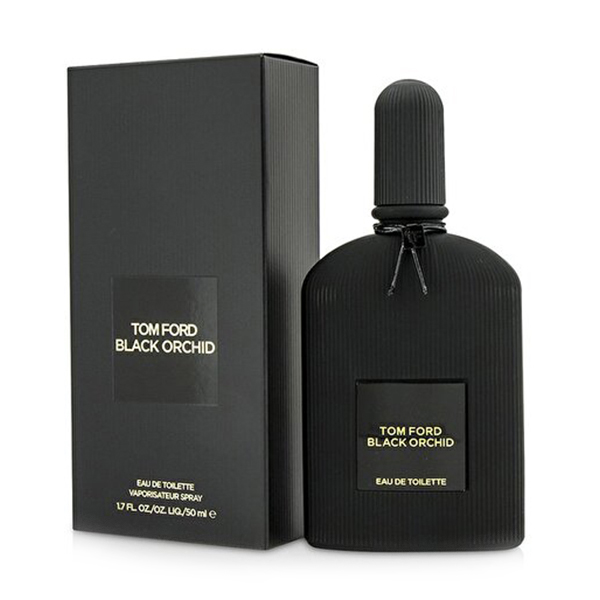 TOM FORD
BLACK ORCHID
EAU DE TOILETTE
VAPORISATEUR SPRAY
1.7 FL. OZ./OZ. LIQ./50 ml e
TOM FORD
BLACK ORCHID
EAU DE TOILETTE